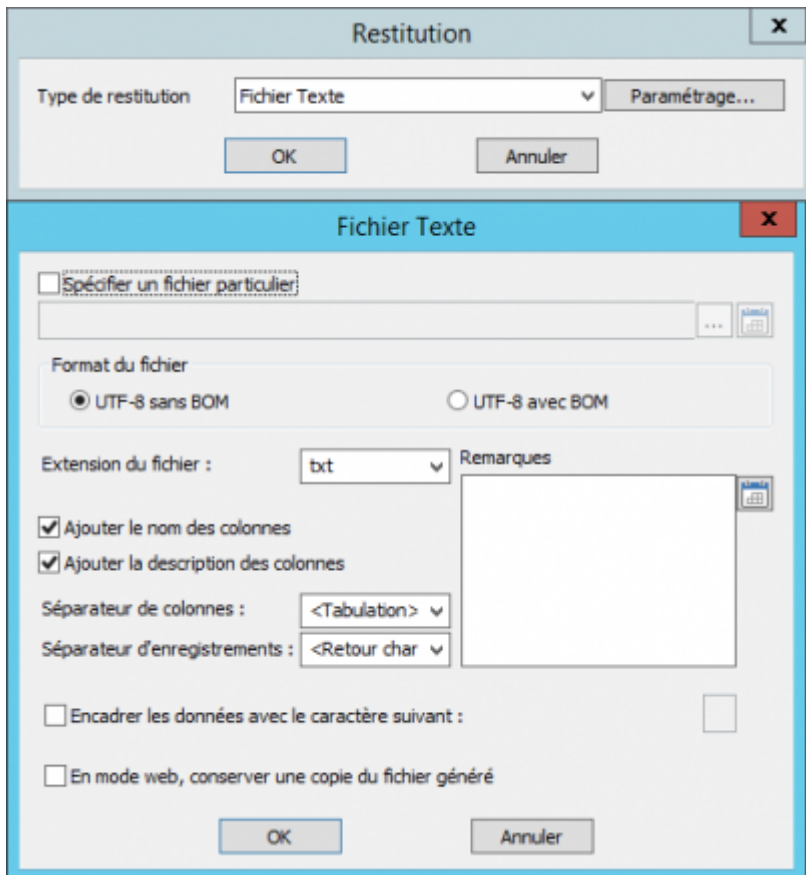 Restitution
x
Type de restitution
Fichier Texte
Paramétrage...
OK
Annuler
Fichier Texte
x
Spécifier un fichier particulier
...
Format du fichier
UTF-8 sans BOM
UTF-8 avec BOM
Extension du fichier :
txt
Remarques
Ajouter le nom des colonnes
Ajouter la description des colonnes
Séparateur de colonnes :
<Tabulation>
Séparateur d'enregistrements :
<Retour char
Encadrer les données avec le caractère suivant :
En mode web, conserver une copie du fichier généré
OK
Annuler